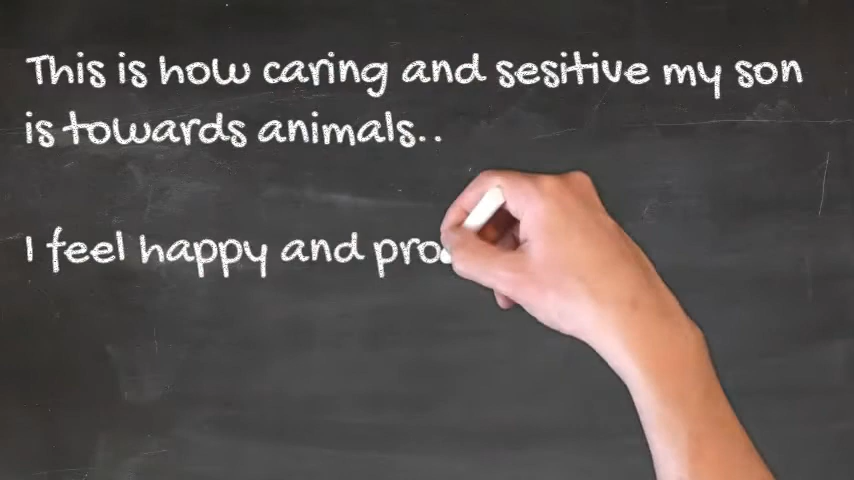 This is how caring and sesitive my son
is towards animals..
I feel happy and pro